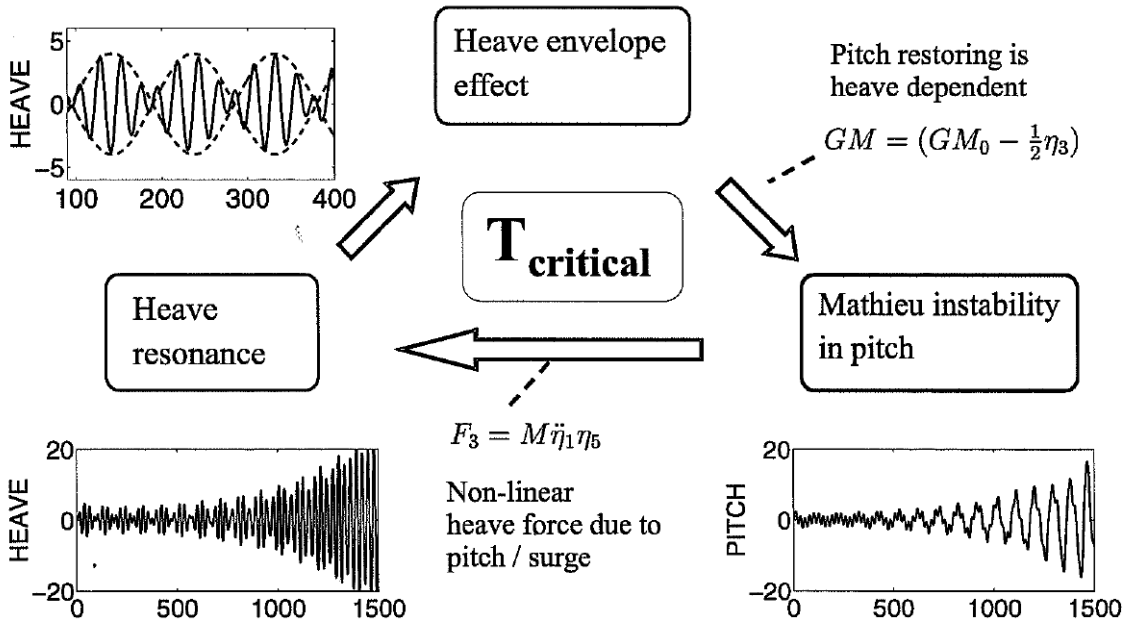 5
0
−5
HEAVE
100
200
300
400
Heave envelope
effect
Pitch restoring is
heave dependent
GM = (GM₀ − ½η₃)
T critical
Heave
resonance
Mathieu instability
in pitch
F₃ = Mη̈₁η₅
Non-linear
heave force due to
pitch / surge
20
0
−20
HEAVE
0
500
1000
1500
20
0
−20
PITCH
0
500
1000
1500